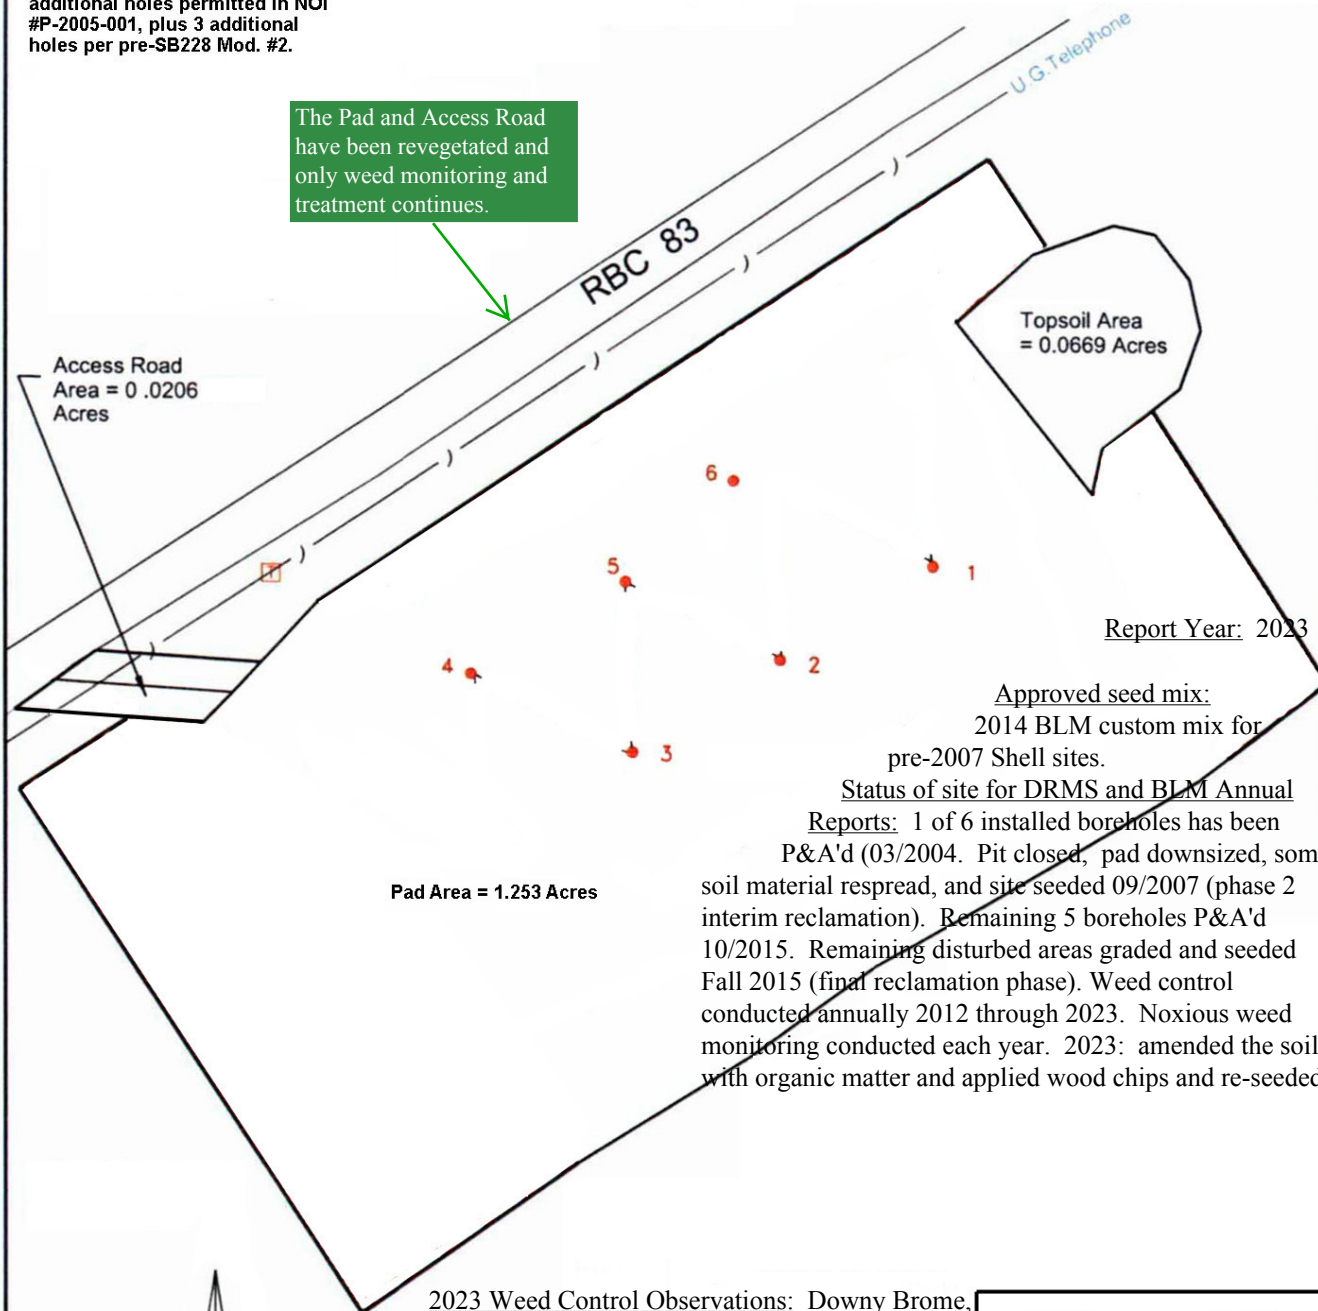 additional holes permitted in NOI
#P-2005-001, plus 3 additional
holes per pre-SB228 Mod. #2.
U.G.Telephone
The Pad and Access Road
have been revegetated and
only weed monitoring and
treatment continues.
RBC 83
Topsoil Area
= 0.0669 Acres
Access Road
Area = 0 .0206
Acres
6
5
1
T
4
2
3
Report Year: 2023
Approved seed mix:
2014 BLM custom mix for
pre-2007 Shell sites.
Status of site for DRMS and BLM Annual
Reports: 1 of 6 installed boreholes has been
P&A'd (03/2004. Pit closed, pad downsized, som
soil material respread, and site seeded 09/2007 (phase 2
interim reclamation). Remaining 5 boreholes P&A'd
10/2015. Remaining disturbed areas graded and seeded
Fall 2015 (final reclamation phase). Weed control
conducted annually 2012 through 2023. Noxious weed
monitoring conducted each year. 2023: amended the soil
with organic matter and applied wood chips and re-seeded
Pad Area = 1.253 Acres
2023 Weed Control Observations: Downy Brome,